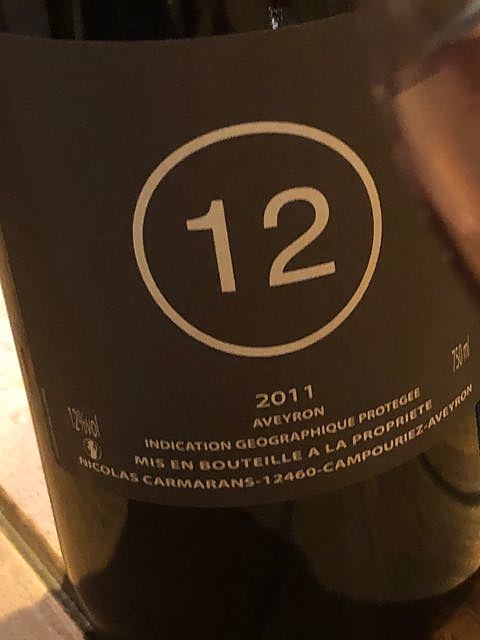 12
2011
AVEYRON
INDICATION GEOGRAPHIQUE PROTEGEE
MIS EN BOUTEILLE A LA PROPRIETE
NICOLAS CARMARANS-12460-CAMPOURIEZ-AVEYRON
12%vol
750 ml